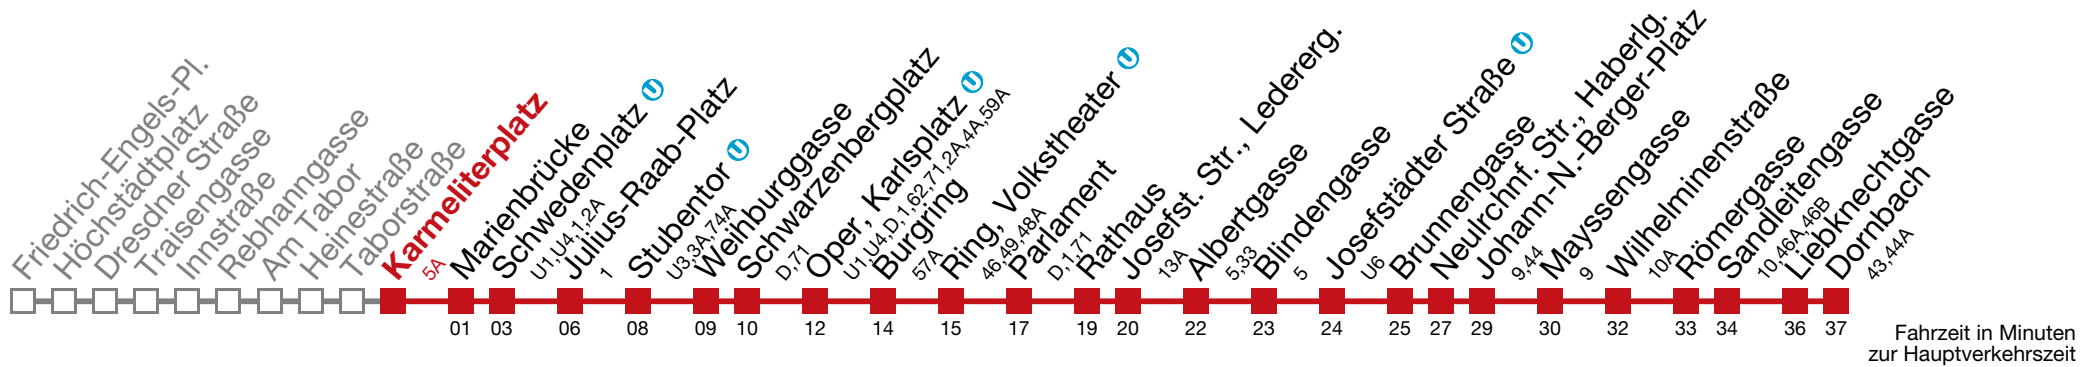 Friedrich-Engels-Pl.
Höchstädtplatz
Dresdner Straße
Traisengasse
Innstraße
Rebhanngasse
Am Tabor
Heinestraße
Taborstraße
Karmeliterplatz
5A
Marienbrücke
Schwedenplatz U
U1,U4,1,2A
Julius-Raab-Platz
1
Stubentor U
U3,3A,74A
Weihburggasse
Schwarzenbergplatz
D,71
Oper, Karlsplatz U
U1,U4,D,1,62,71,2A,4A,59A
Burgring
57A
Ring, Volkstheater U
46,49,48A
Parlament
D,1,71
Rathaus
Josefst. Str., Ledererg.
13A
Albertgasse
5,33
Blindengasse
5
Josefstädter Straße U
U6
Brunnengasse
Neulrchnf. Str., Haberlg.
Johann-N.-Berger-Platz
9,44
Mayssengasse
9
Wilhelminenstraße
10A
Römergasse
Sandleitengasse
10,46A,46B
Liebknechtgasse
Dornbach
43,44A
01 03 06 08 09 10 12 14 15 17 19 20 22 23 24 25 27 29 30 32 33 34 36 37
Fahrzeit in Minuten
zur Hauptverkehrszeit